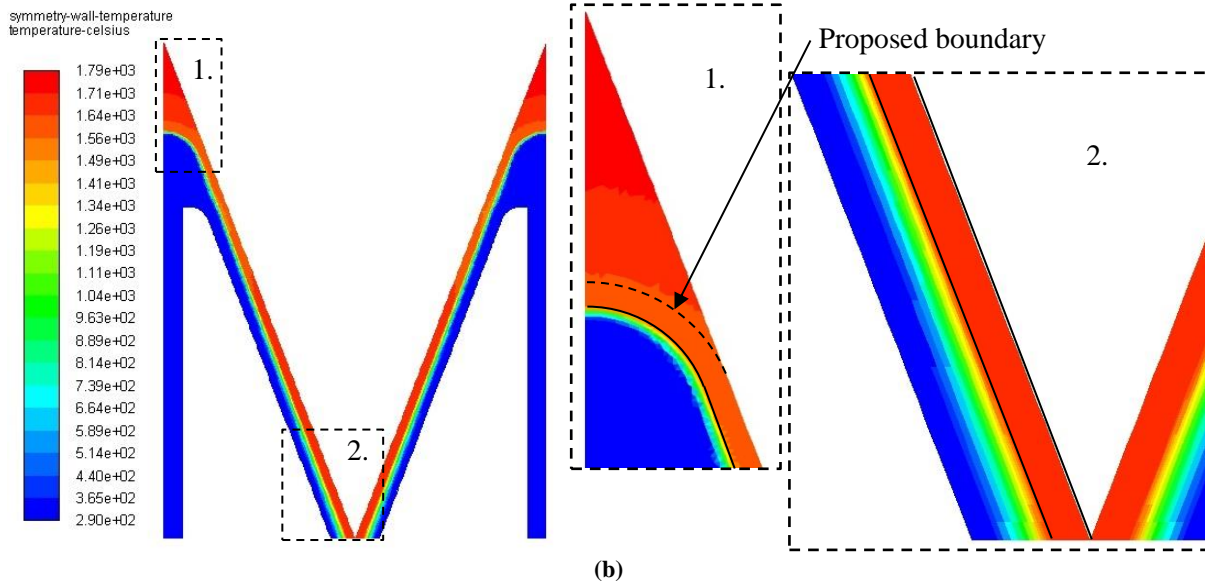 symmetry-wall-temperature
temperature-celsius
1.79e+03
1.71e+03
1.64e+03
1.56e+03
1.49e+03
1.41e+03
1.34e+03
1.26e+03
1.19e+03
1.11e+03
1.04e+03
9.63e+02
8.89e+02
8.14e+02
7.39e+02
6.64e+02
5.89e+02
5.14e+02
4.40e+02
3.65e+02
2.90e+02
1.
2.
Proposed boundary
1.
2.
(b)